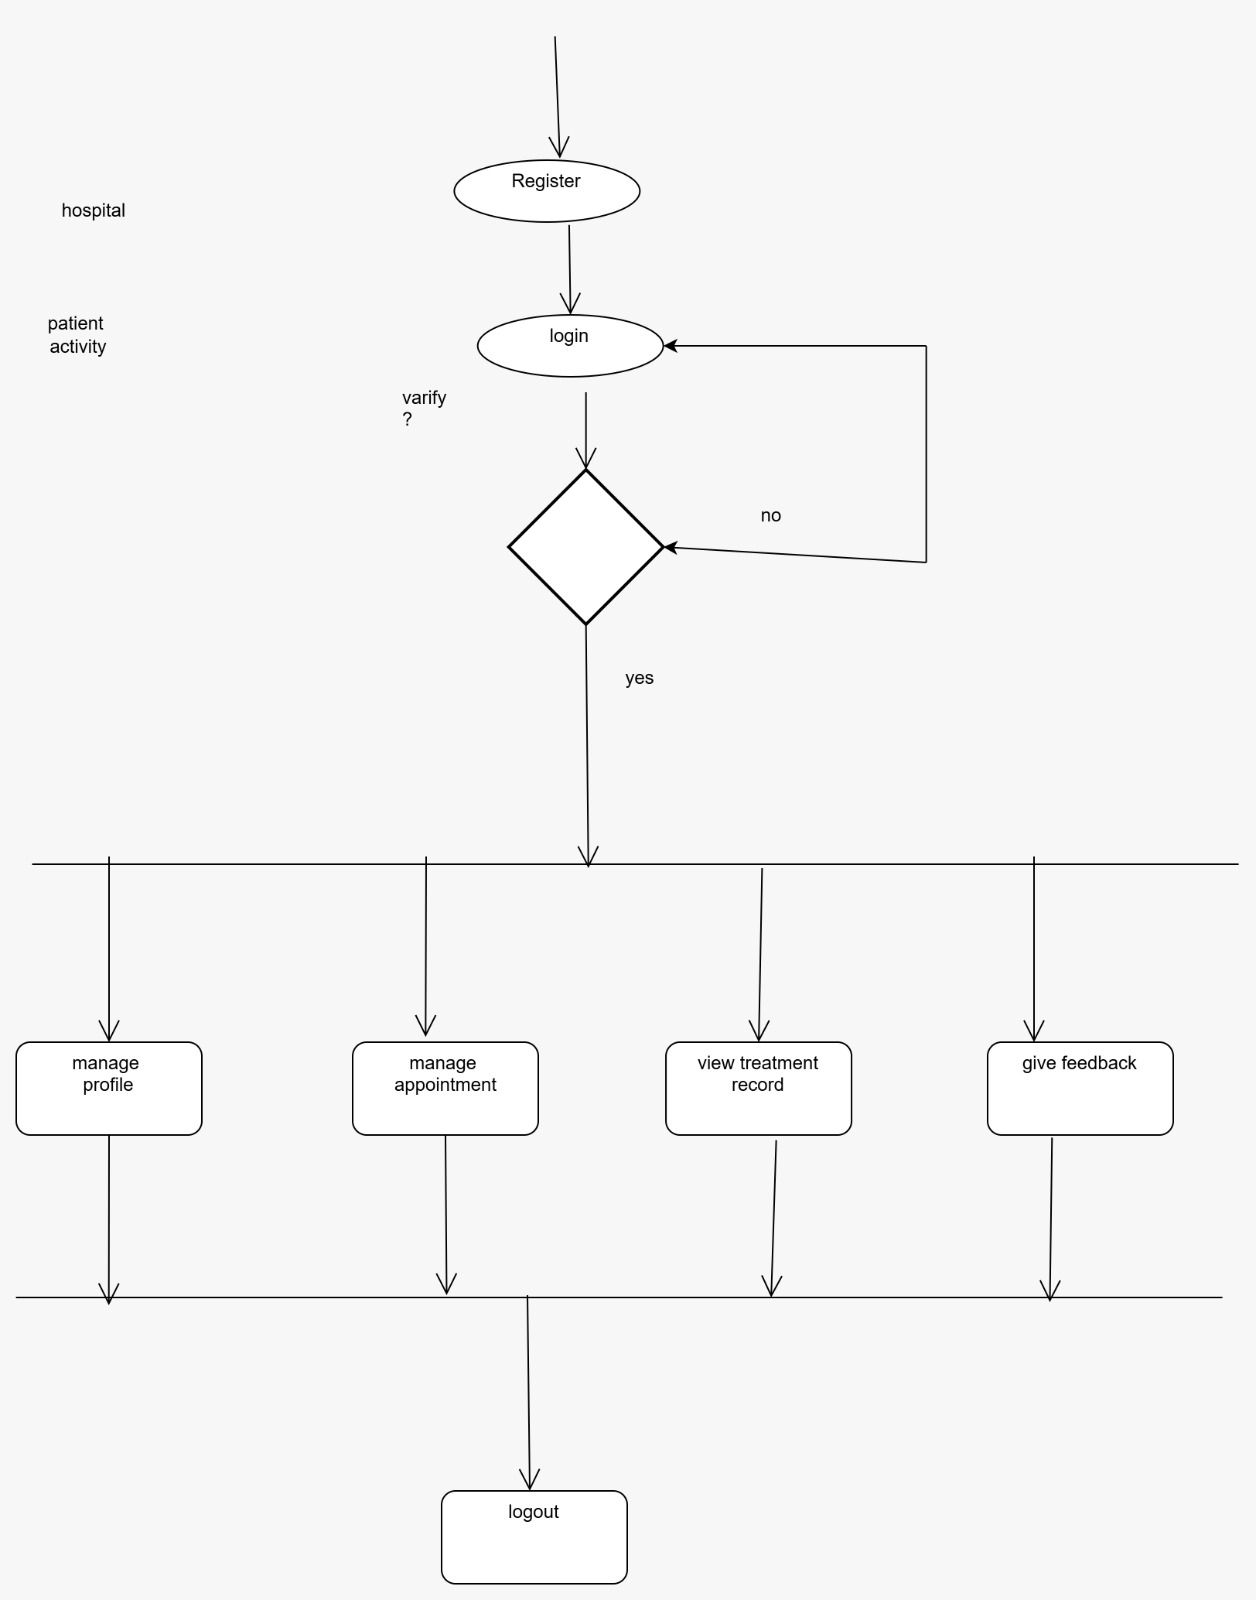 Register
hospital
patient
activity
login
varify
?
no
yes
manage
profile
manage
appointment
view treatment
record
give feedback
logout